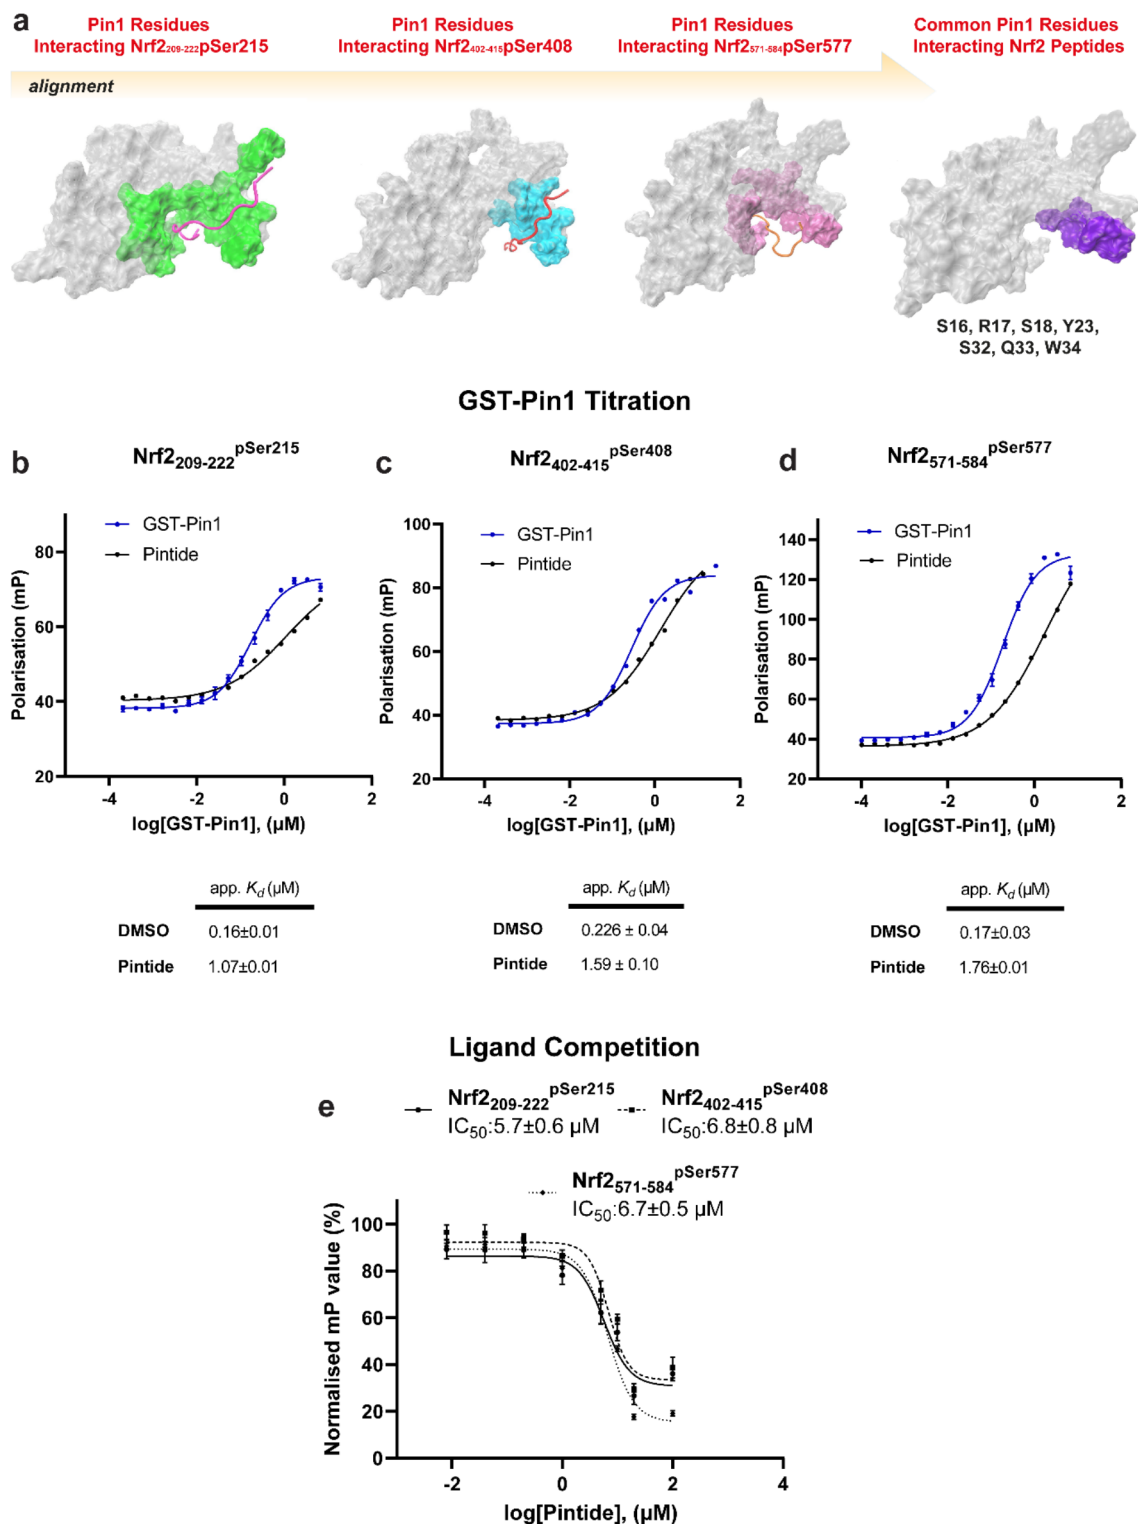 a
Pin1 Residues
Interacting Nrf2₂₀₉₋₂₂₂pSer215
Pin1 Residues
Interacting Nrf2₄₀₂₋₄₁₅pSer408
Pin1 Residues
Interacting Nrf2₅₇₁₋₅₈₄pSer577
Common Pin1 Residues
Interacting Nrf2 Peptides
alignment
S16, R17, S18, Y23,
S32, Q33, W34
GST-Pin1 Titration
b
Nrf2₂₀₉₋₂₂₂pSer215
GST-Pin1
Pintide
80
60
40
20
Polarisation (mP)
-4 -2 0 2
log[GST-Pin1], (µM)
app. Kd (µM)
DMSO 0.16±0.01
Pintide 1.07±0.01
c
Nrf2₄₀₂₋₄₁₅pSer408
GST-Pin1
Pintide
100
80
60
40
20
Polarisation (mP)
-4 -2 0 2
log[GST-Pin1], (µM)
app. Kd (µM)
DMSO 0.226 ± 0.04
Pintide 1.59 ± 0.10
d
Nrf2₅₇₁₋₅₈₄pSer577
GST-Pin1
Pintide
140
120
100
80
60
40
20
Polarisation (mP)
-4 -2 0 2
log[GST-Pin1], (µM)
app. Kd (µM)
DMSO 0.17±0.03
Pintide 1.76±0.01
Ligand Competition
e
Nrf2₂₀₉₋₂₂₂pSer215
IC₅₀:5.7±0.6 µM
Nrf2₄₀₂₋₄₁₅pSer408
IC₅₀:6.8±0.8 µM
Nrf2₅₇₁₋₅₈₄pSer577
IC₅₀:6.7±0.5 µM
100
80
60
40
20
0
Normalised mP value (%)
-2 0 2 4
log[Pintide], (µM)